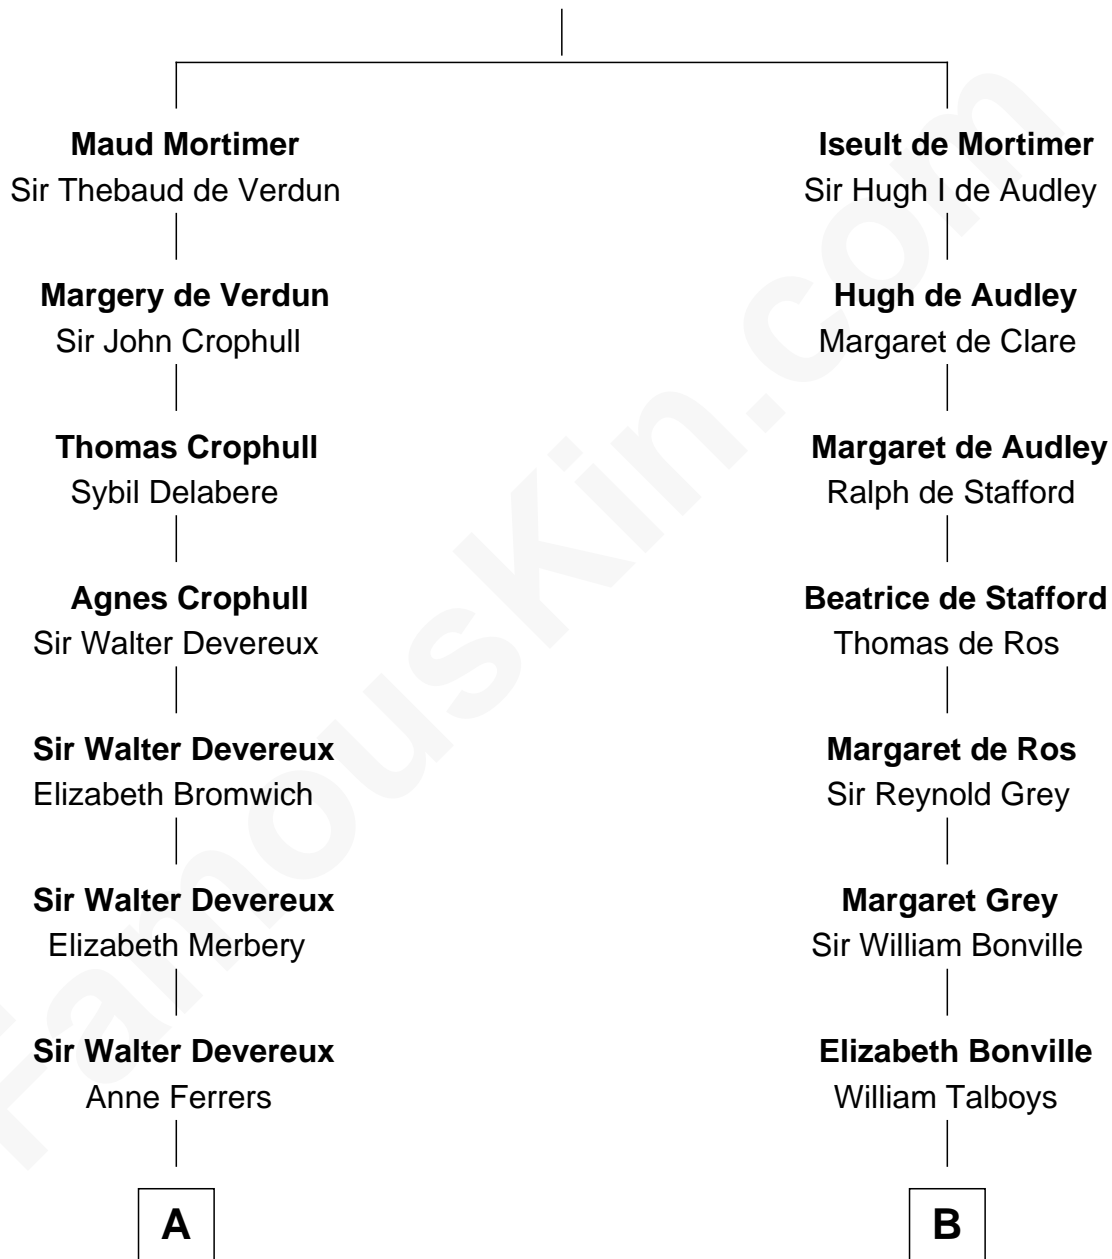 Maud Mortimer
Sir Thebaud de Verdun
Margery de Verdun
Sir John Crophull
Thomas Crophull
Sybil Delabere
Agnes Crophull
Sir Walter Devereux
Sir Walter Devereux
Elizabeth Bromwich
Sir Walter Devereux
Elizabeth Merbery
Sir Walter Devereux
Anne Ferrers
A
Iseult de Mortimer
Sir Hugh I de Audley
Hugh de Audley
Margaret de Clare
Margaret de Audley
Ralph de Stafford
Beatrice de Stafford
Thomas de Ros
Margaret de Ros
Sir Reynold Grey
Margaret Grey
Sir William Bonville
Elizabeth Bonville
William Talboys
B
FamousKin.com